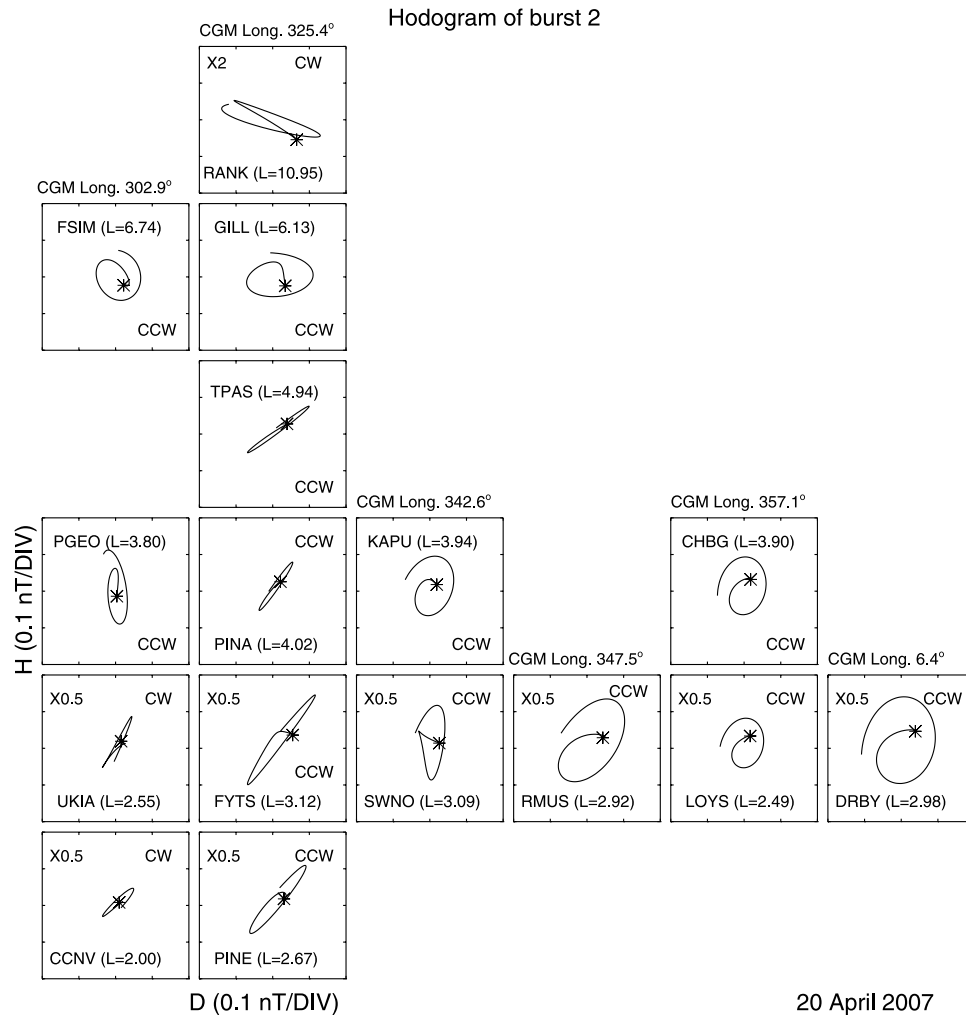 Hodogram of burst 2
CGM Long. 325.4°
X2 CW
RANK (L=10.95)
CGM Long. 302.9°
FSIM (L=6.74)
CCW
GILL (L=6.13)
CCW
TPAS (L=4.94)
CCW
CGM Long. 342.6°
CGM Long. 357.1°
PGEO (L=3.80)
CCW
CCW
PINA (L=4.02)
KAPU (L=3.94)
CCW
CHBG (L=3.90)
CCW
CGM Long. 347.5°
CGM Long. 6.4°
X0.5 CW
UKIA (L=2.55)
X0.5
CCW
FYTS (L=3.12)
X0.5 CCW
SWNO (L=3.09)
X0.5 CCW
RMUS (L=2.92)
X0.5 CCW
LOYS (L=2.49)
X0.5 CCW
DRBY (L=2.98)
X0.5 CW
CCNV (L=2.00)
X0.5 CCW
PINE (L=2.67)
H (0.1 nT/DIV)
D (0.1 nT/DIV)
20 April 2007